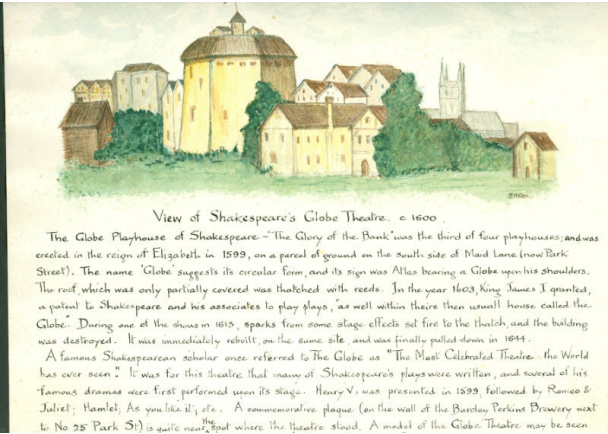 View of Shakespeare's Globe Theatre. c 1600.
The Globe Playhouse of Shakespeare - "The Glory of the Bank" was the third of four playhouses; and was
erected in the reign of Elizabeth in 1599, on a parcel of ground on the south side of Maid Lane (now Park
Street). The name 'Globe' suggests its circular form, and its sign was Atlas bearing a Globe upon his shoulders.
The roof, which was only partially covered was thatched with reeds. In the year 1603, King James I granted,
a patent to Shakespeare and his associates to play plays, "as well within theire then usuall house called the
Globe." During one of the shows in 1613, sparks from some stage effects set fire to the thatch, and the building
was destroyed. It was immediately rebuilt, on the same site, and was finally pulled down in 1644.
A famous Shakespearean scholar once referred to The Globe as "The Most Celebrated Theatre the World
has ever seen." It was for this theatre that many of Shakespeare's plays were written, and several of his
famous dramas were first performed upon its stage. Henry V. was presented in 1599, followed by Romeo &
Juliet; Hamlet; As you like it; etc. A commemorative plaque (on the wall of the Barclay Perkins Brewery next
to No 25 Park St) is quite near the spot where the theatre stood. A model of the Globe Theatre may be seen